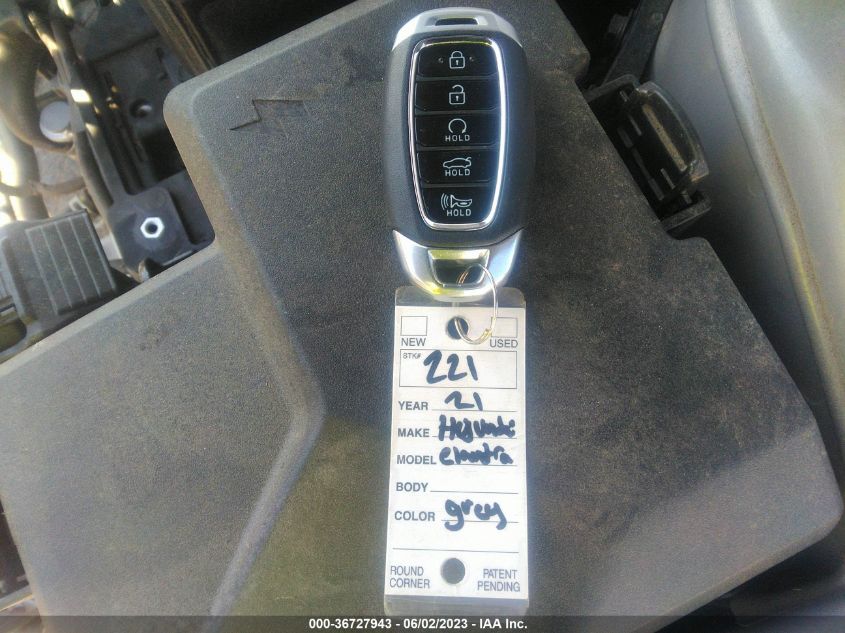 HOLD
HOLD
HOLD
NEW USED
STK# 221
YEAR 21
MAKE Hyundi
MODEL elantra
BODY
COLOR grey
ROUND CORNER PATENT PENDING
000-36727943 — 06/02/2023 — IAA Inc.